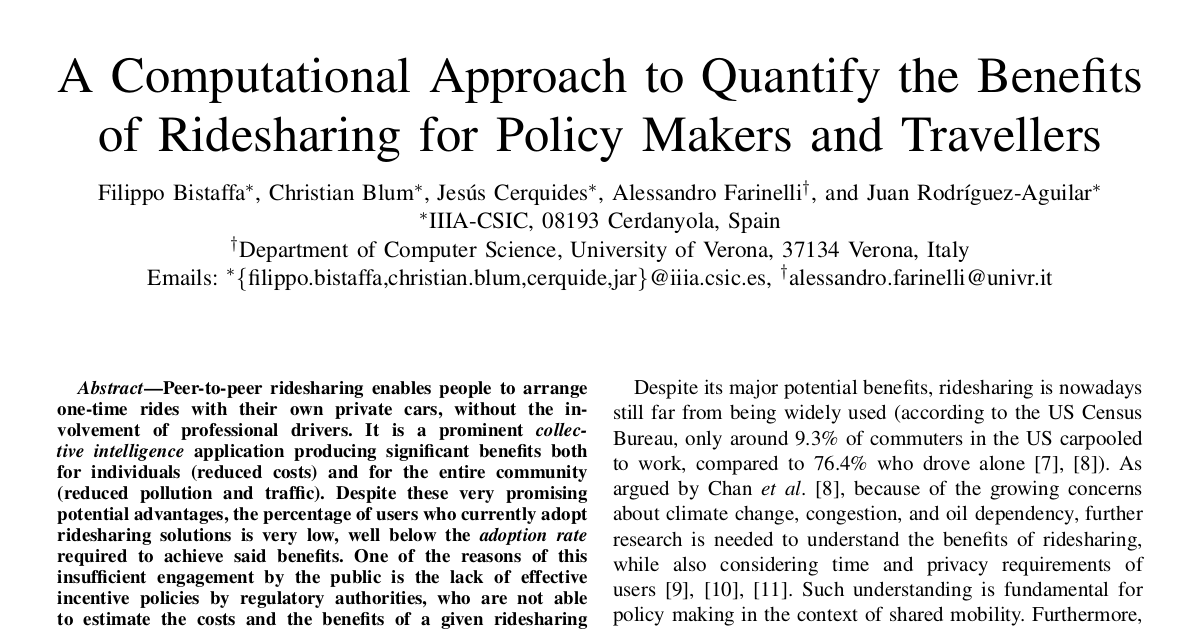 A Computational Approach to Quantify the Benefits
of Ridesharing for Policy Makers and Travellers
Filippo Bistaffa*, Christian Blum*, Jesús Cerquides*, Alessandro Farinelli†, and Juan Rodríguez-Aguilar*
*IIIA-CSIC, 08193 Cerdanyola, Spain
†Department of Computer Science, University of Verona, 37134 Verona, Italy
Emails: *{filippo.bistaffa,christian.blum,cerquide,jar}@iiia.csic.es, †alessandro.farinelli@univr.it
Abstract—Peer-to-peer ridesharing enables people to arrange
one-time rides with their own private cars, without the in-
volvement of professional drivers. It is a prominent collec-
tive intelligence application producing significant benefits both
for individuals (reduced costs) and for the entire community
(reduced pollution and traffic). Despite these very promising
potential advantages, the percentage of users who currently adopt
ridesharing solutions is very low, well below the adoption rate
required to achieve said benefits. One of the reasons of this
insufficient engagement by the public is the lack of effective
incentive policies by regulatory authorities, who are not able
to estimate the costs and the benefits of a given ridesharing
Despite its major potential benefits, ridesharing is nowadays
still far from being widely used (according to the US Census
Bureau, only around 9.3% of commuters in the US carpooled
to work, compared to 76.4% who drove alone [7], [8]). As
argued by Chan et al. [8], because of the growing concerns
about climate change, congestion, and oil dependency, further
research is needed to understand the benefits of ridesharing,
while also considering time and privacy requirements of
users [9], [10], [11]. Such understanding is fundamental for
policy making in the context of shared mobility. Furthermore,